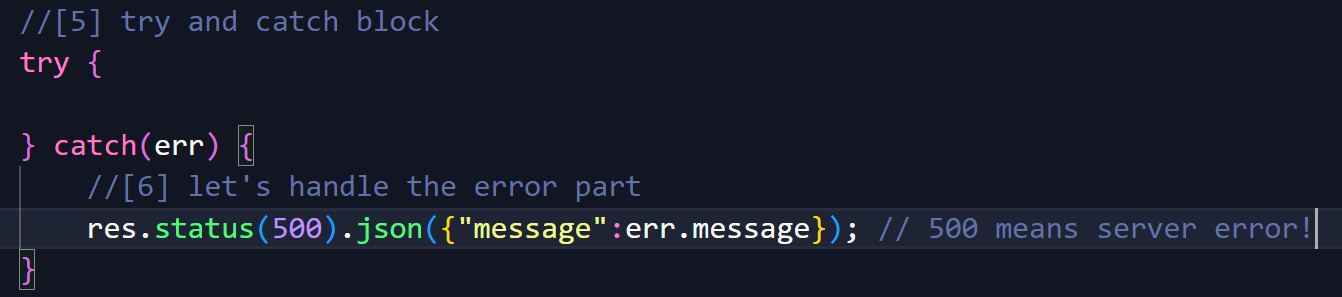 //[5] try and catch block
try {
} catch(err) {
//[6] let's handle the error part
res.status(500).json({"message":err.message}); // 500 means server error!
}